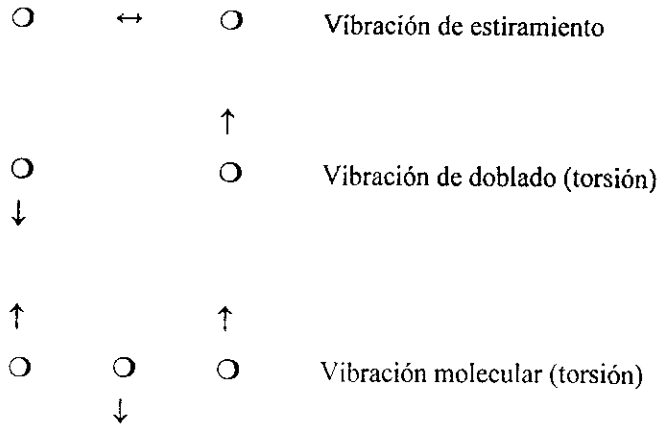 Vibración de estiramiento
Vibración de doblado (torsión)
Vibración molecular (torsión)